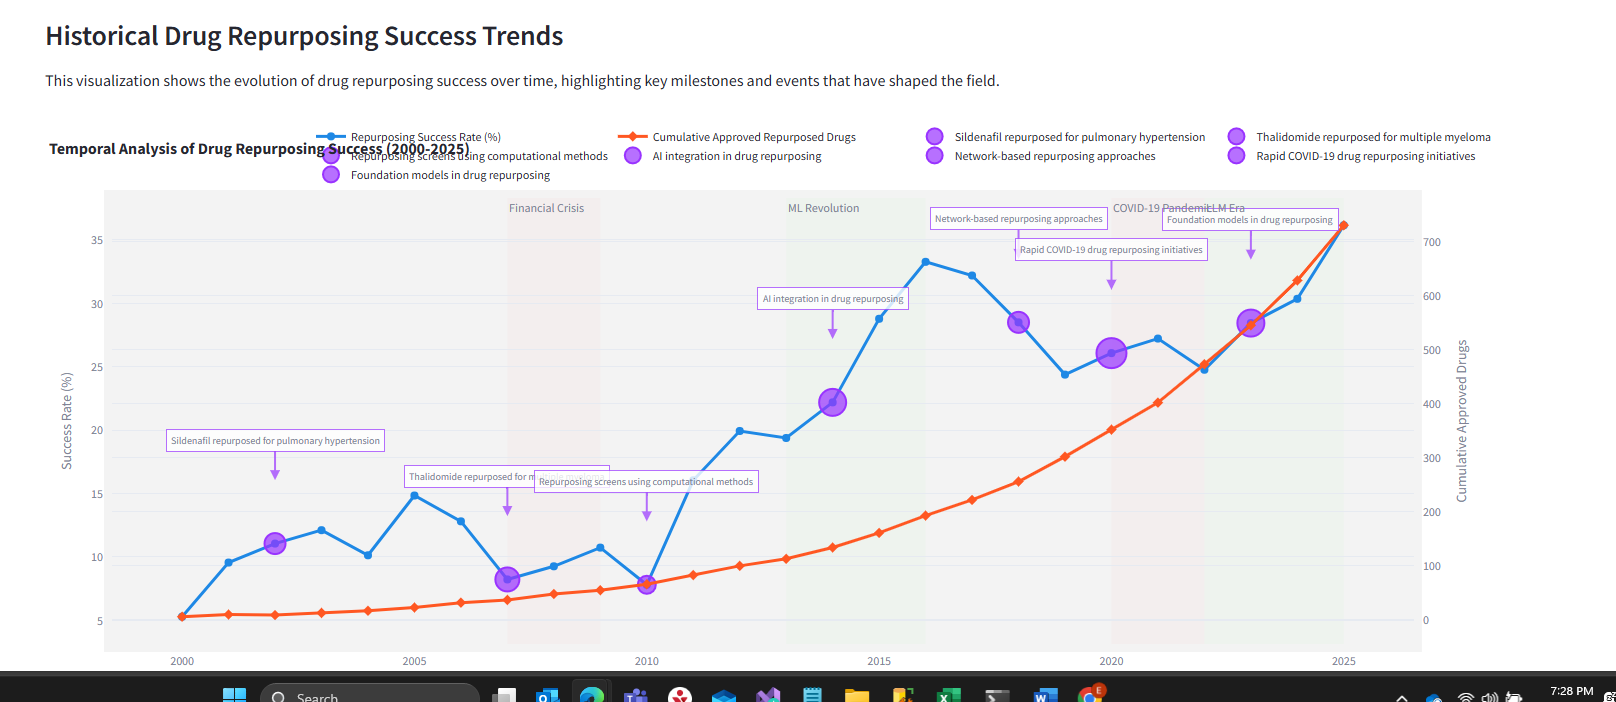 Historical Drug Repurposing Success Trends
This visualization shows the evolution of drug repurposing success over time, highlighting key milestones and events that have shaped the field.
Temporal Analysis of Drug Repurposing Success (2000-2025)
Repurposing Success Rate (%)
Cumulative Approved Repurposed Drugs
Sildenafil repurposed for pulmonary hypertension
Thalidomide repurposed for multiple myeloma
Repurposing screens using computational methods
AI integration in drug repurposing
Network-based repurposing approaches
Rapid COVID-19 drug repurposing initiatives
Foundation models in drug repurposing
Financial Crisis
ML Revolution
COVID-19 Pandemic
LLM Era
Network-based repurposing approaches
Foundation models in drug repurposing
Rapid COVID-19 drug repurposing initiatives
AI integration in drug repurposing
Sildenafil repurposed for pulmonary hypertension
Thalidomide repurposed for
Repurposing screens using computational methods
Success Rate (%)
35
30
25
20
15
10
5
Cumulative Approved Drugs
700
600
500
400
300
200
100
0
2000
2005
2010
2015
2020
2025
Search
E
7:28 PM